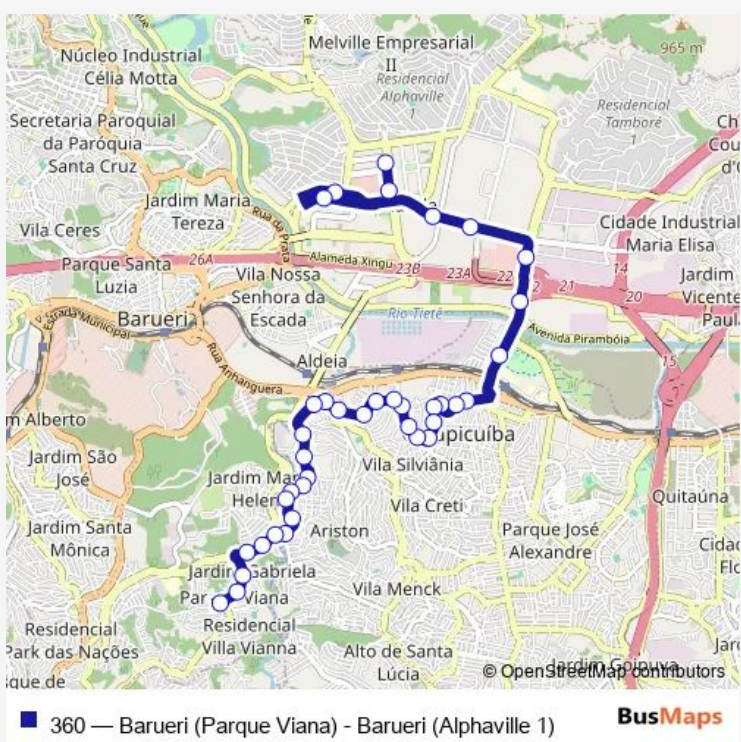 Núcleo Industrial
Célia Motta
Melville Empresarial
II
Residencial
Alphaville
1
965 m
Residencial
Tamboré
1
Secretaria Paroquial
da Paróquia
Santa Cruz
Jardim Maria
Tereza
Rua da Prata
Vila Ceres
Parque Santa
Luzia
26A
Alameda Xingu
23B
23A
22
21
20
14
Cidade Industrial
Maria Elisa
Jardim
Vicente
Vila Nossa
Senhora da
Escada
Barueri
Estrada Municipal
Rio Tietê
Avenida Pirambóia
15
Aldeia
Rua Anhanguera
Jardim São
José
Vila Silviânia
Vila Creti
Quitaúna
Jardim Santa
Mônica
Ariston
Parque José
Alexandre
Vila Menck
Viana
Residencial
Villa Vianna
Residencial
Park das Nações
Alto de Santa
Lúcia
© OpenStreetMap contributors
360 — Barueri (Parque Viana) - Barueri (Alphaville 1)
BusMaps